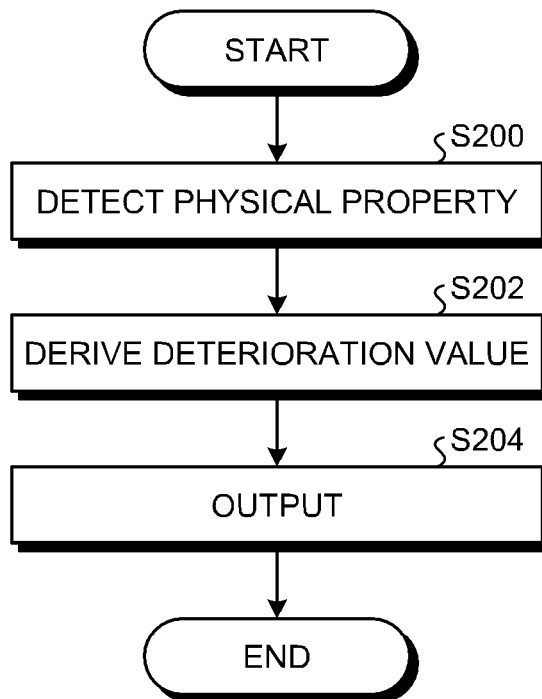 START
S200
DETECT PHYSICAL PROPERTY
S202
DERIVE DETERIORATION VALUE
S204
OUTPUT
END